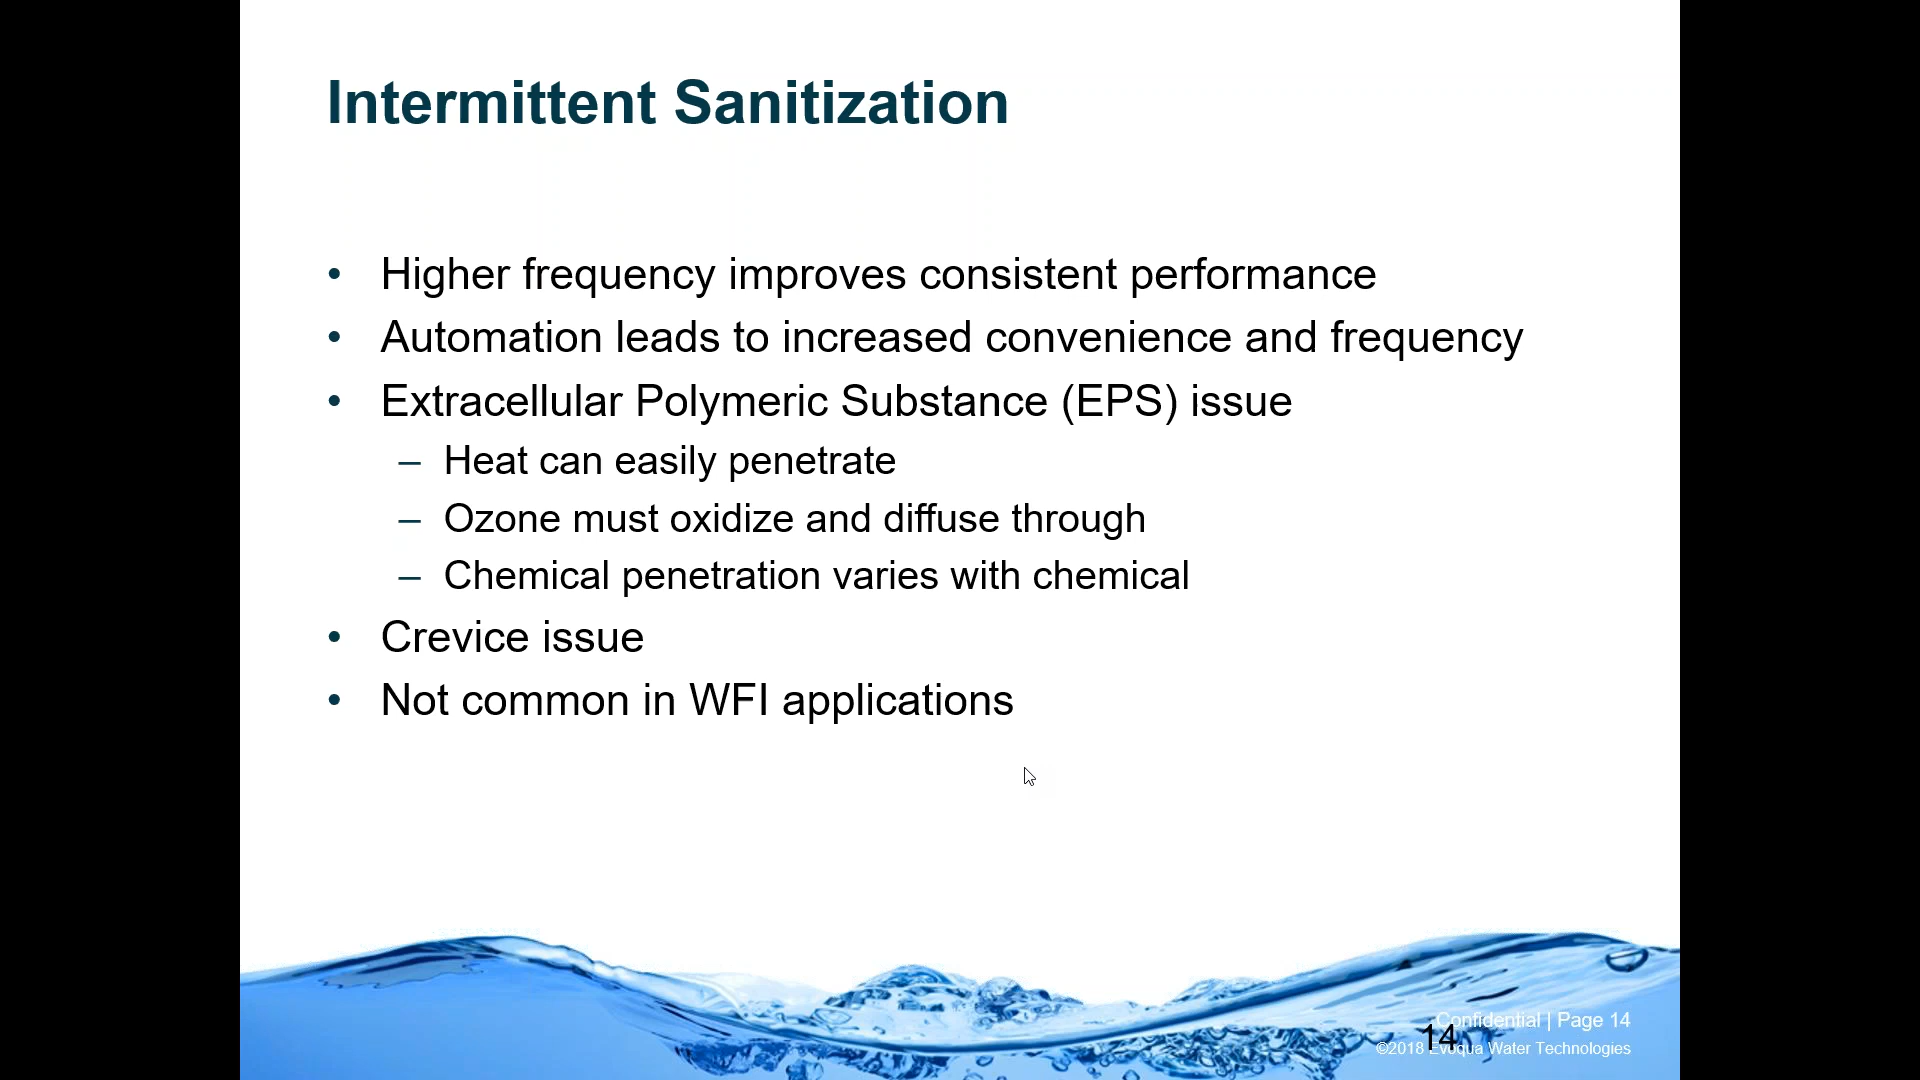 Intermittent Sanitization
• Higher frequency improves consistent performance
• Automation leads to increased convenience and frequency
• Extracellular Polymeric Substance (EPS) issue
– Heat can easily penetrate
– Ozone must oxidize and diffuse through
– Chemical penetration varies with chemical
• Crevice issue
• Not common in WFI applications
Confidential | Page 14
14
©2018 Evoqua Water Technologies